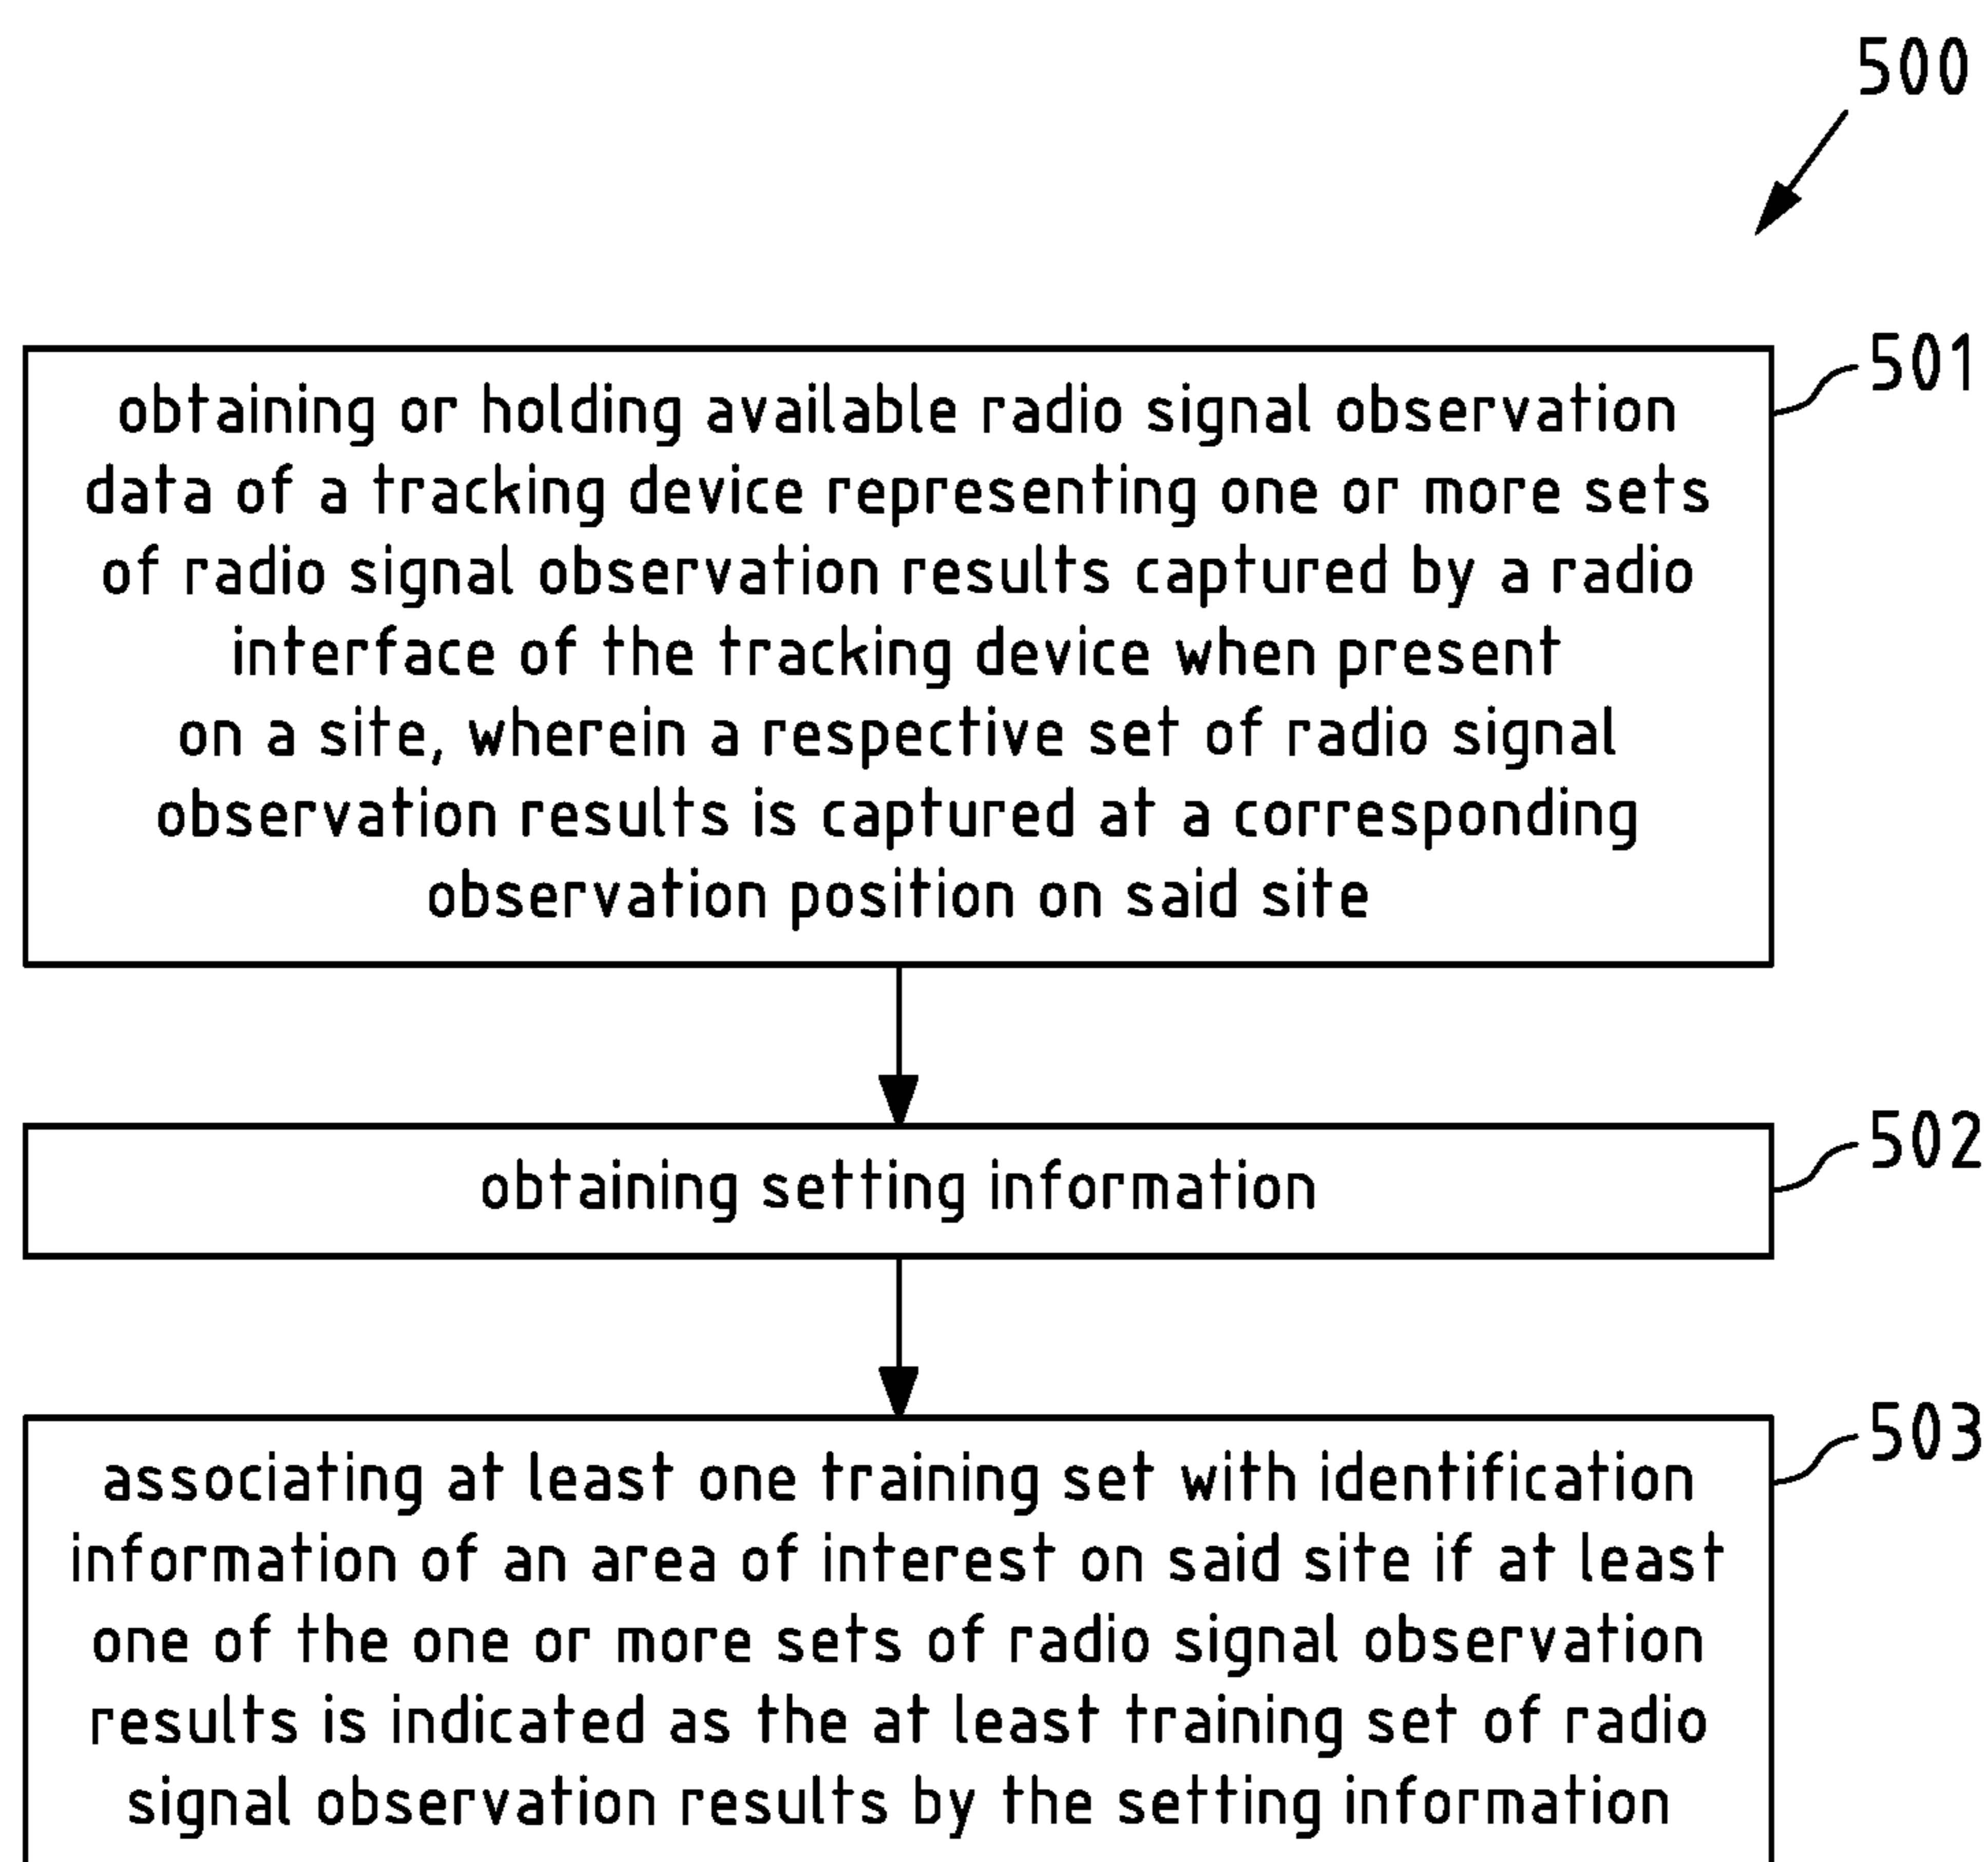 500
501
obtaining or holding available radio signal observation
data of a tracking device representing one or more sets
of radio signal observation results captured by a radio
interface of the tracking device when present
on a site, wherein a respective set of radio signal
observation results is captured at a corresponding
observation position on said site
502
obtaining setting information
503
associating at least one training set with identification
information of an area of interest on said site if at least
one of the one or more sets of radio signal observation
results is indicated as the at least training set of radio
signal observation results by the setting information